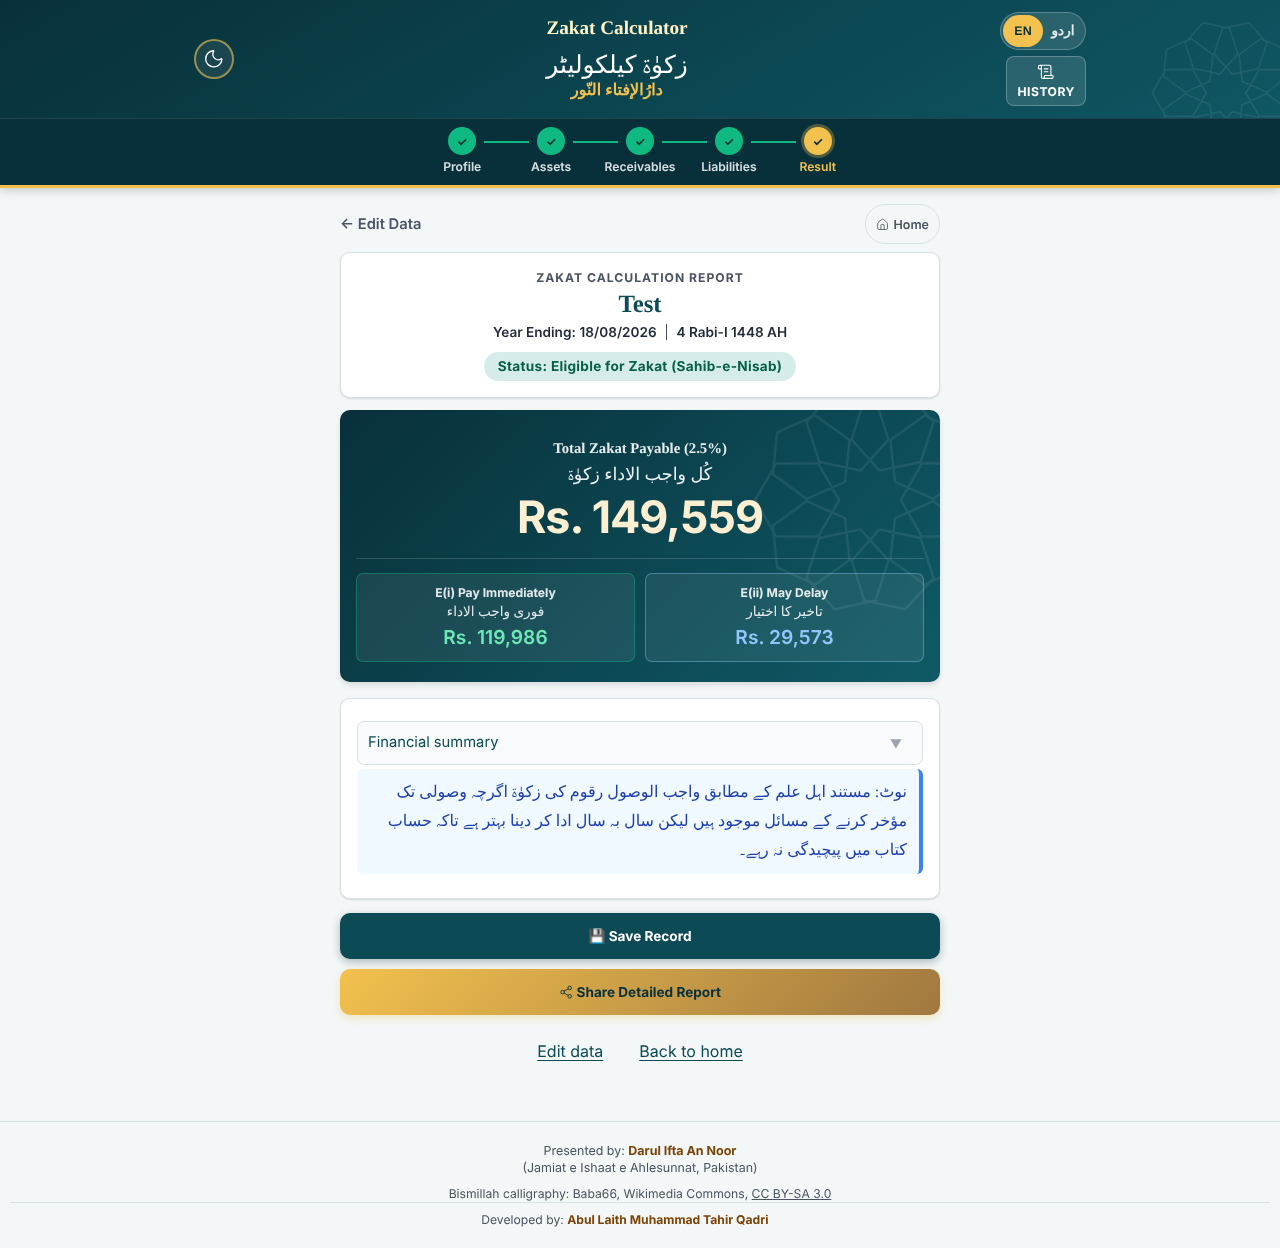 Zakat Calculator
زکوٰۃ کیلکولیٹر
دارُالإفتاء النّور
EN
اردو
HISTORY
Profile
Assets
Receivables
Liabilities
Result
← Edit Data
Home
ZAKAT CALCULATION REPORT
Test
Year Ending: 18/08/2026 | 4 Rabi-I 1448 AH
Status: Eligible for Zakat (Sahib-e-Nisab)
Total Zakat Payable (2.5%)
کُل واجب الاداء زکوٰۃ
Rs. 149,559
E(i) Pay Immediately
فوری واجب الاداء
Rs. 119,986
E(ii) May Delay
تاخیر کا اختیار
Rs. 29,573
Financial summary
نوٹ: مستند اہل علم کے مطابق واجب الوصول رقوم کی زکوٰۃ اگرچہ وصولی تک
مؤخر کرنے کے مسائل موجود ہیں لیکن سال بہ سال ادا کر دینا بہتر ہے تاکہ حساب
کتاب میں پیچیدگی نہ رہے۔
💾 Save Record
Share Detailed Report
Edit data
Back to home
Presented by: Darul Ifta An Noor
(Jamiat e Ishaat e Ahlesunnat, Pakistan)
Bismillah calligraphy: Baba66, Wikimedia Commons, CC BY-SA 3.0
Developed by: Abul Laith Muhammad Tahir Qadri